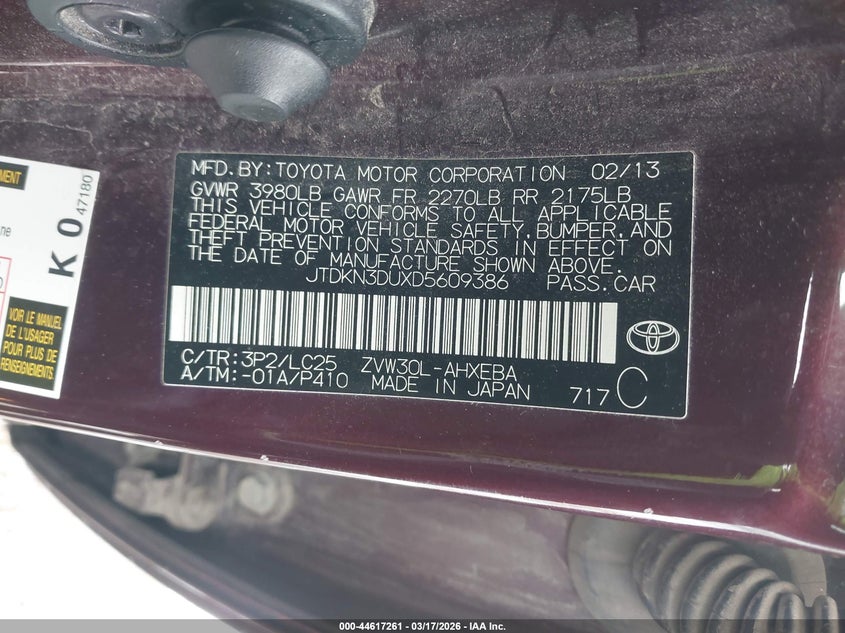 MFD.BY:TOYOTA MOTOR CORPORATION 02/13
GVWR 3980LB GAWR FR 2270LB RR 2175LB
THIS VEHICLE CONFORMS TO ALL APPLICABLE
FEDERAL MOTOR VEHICLE SAFETY,BUMPER,AND
THEFT PREVENTION STANDARDS IN EFFECT ON
THE DATE OF MANUFACTURE SHOWN ABOVE.
JTDKN3DUXD5609386 PASS.CAR
C/TR:3P2/LC25 ZVW30L-AHXEBA
A/TM:-01A/P410 MADE IN JAPAN 717 C
K 0 47180
VOIR LE MANUEL
DE L'USAGER
POUR PLUS DE
RENSEIGNEMENTS
000-44617261 - 03/17/2026 - IAA Inc.